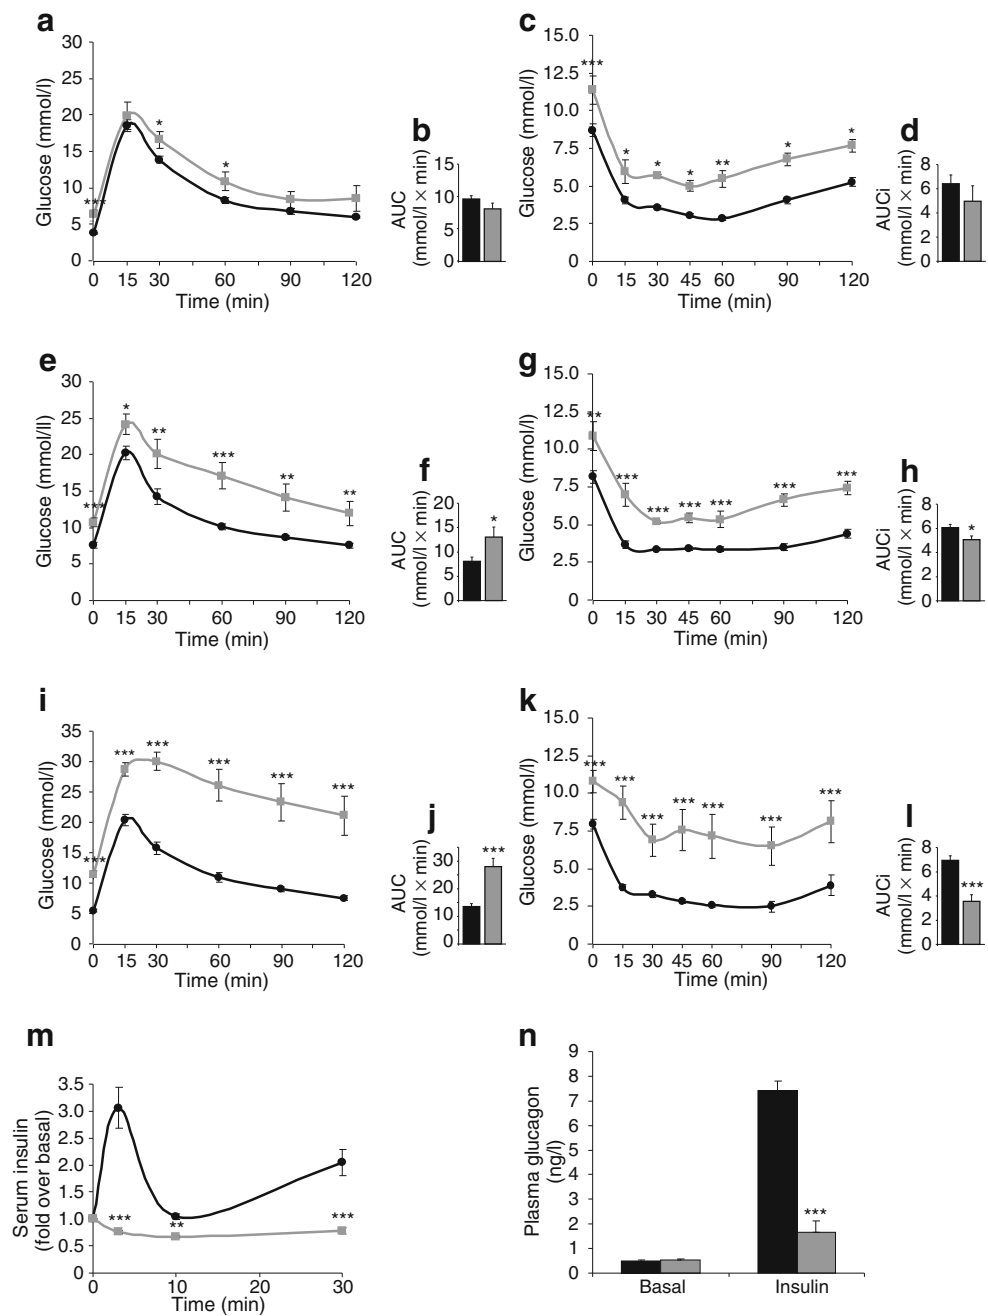 a
Glucose (mmol/l)
30
25
20
15
10
5
0
***
*
*
0 15 30 60 90 120
Time (min)
b
AUC
(mmol/l × min)
15
10
5
0
c
Glucose (mmol/l)
15.0
12.5
10.0
7.5
5.0
2.5
0
***
*
*
*
**
*
*
0 15 30 45 60 90 120
Time (min)
d
AUCi
(mmol/l × min)
8
6
4
2
0
e
Glucose (mmol/ll)
30
25
20
15
10
5
0
***
*
**
***
**
**
0 15 30 60 90 120
Time (min)
f
AUC
(mmol/l × min)
20
15
10
5
0
*
g
Glucose (mmol/l)
15.0
12.5
10.0
7.5
5.0
2.5
0
**
***
***
***
***
***
***
0 15 30 45 60 90 120
Time (min)
h
AUCi
(mmol/l × min)
8
6
4
2
0
*
i
Glucose (mmol/l)
35
30
25
20
15
10
5
0
***
***
***
***
***
***
0 15 30 60 90 120
Time (min)
j
AUC
(mmol/l × min)
30
20
10
0
***
k
Glucose (mmol/l)
15.0
12.5
10.0
7.5
5.0
2.5
0
***
***
***
***
***
***
***
0 15 30 45 60 90 120
Time (min)
l
AUCi
(mmol/l × min)
8
6
4
2
0
***
m
Serum insulin
(fold over basal)
3.5
3.0
2.5
2.0
1.5
1.0
0.5
0
***
**
***
0 10 20 30
Time (min)
n
Plasma glucagon
(ng/l)
9
8
7
6
5
4
3
2
1
0
***
Basal Insulin